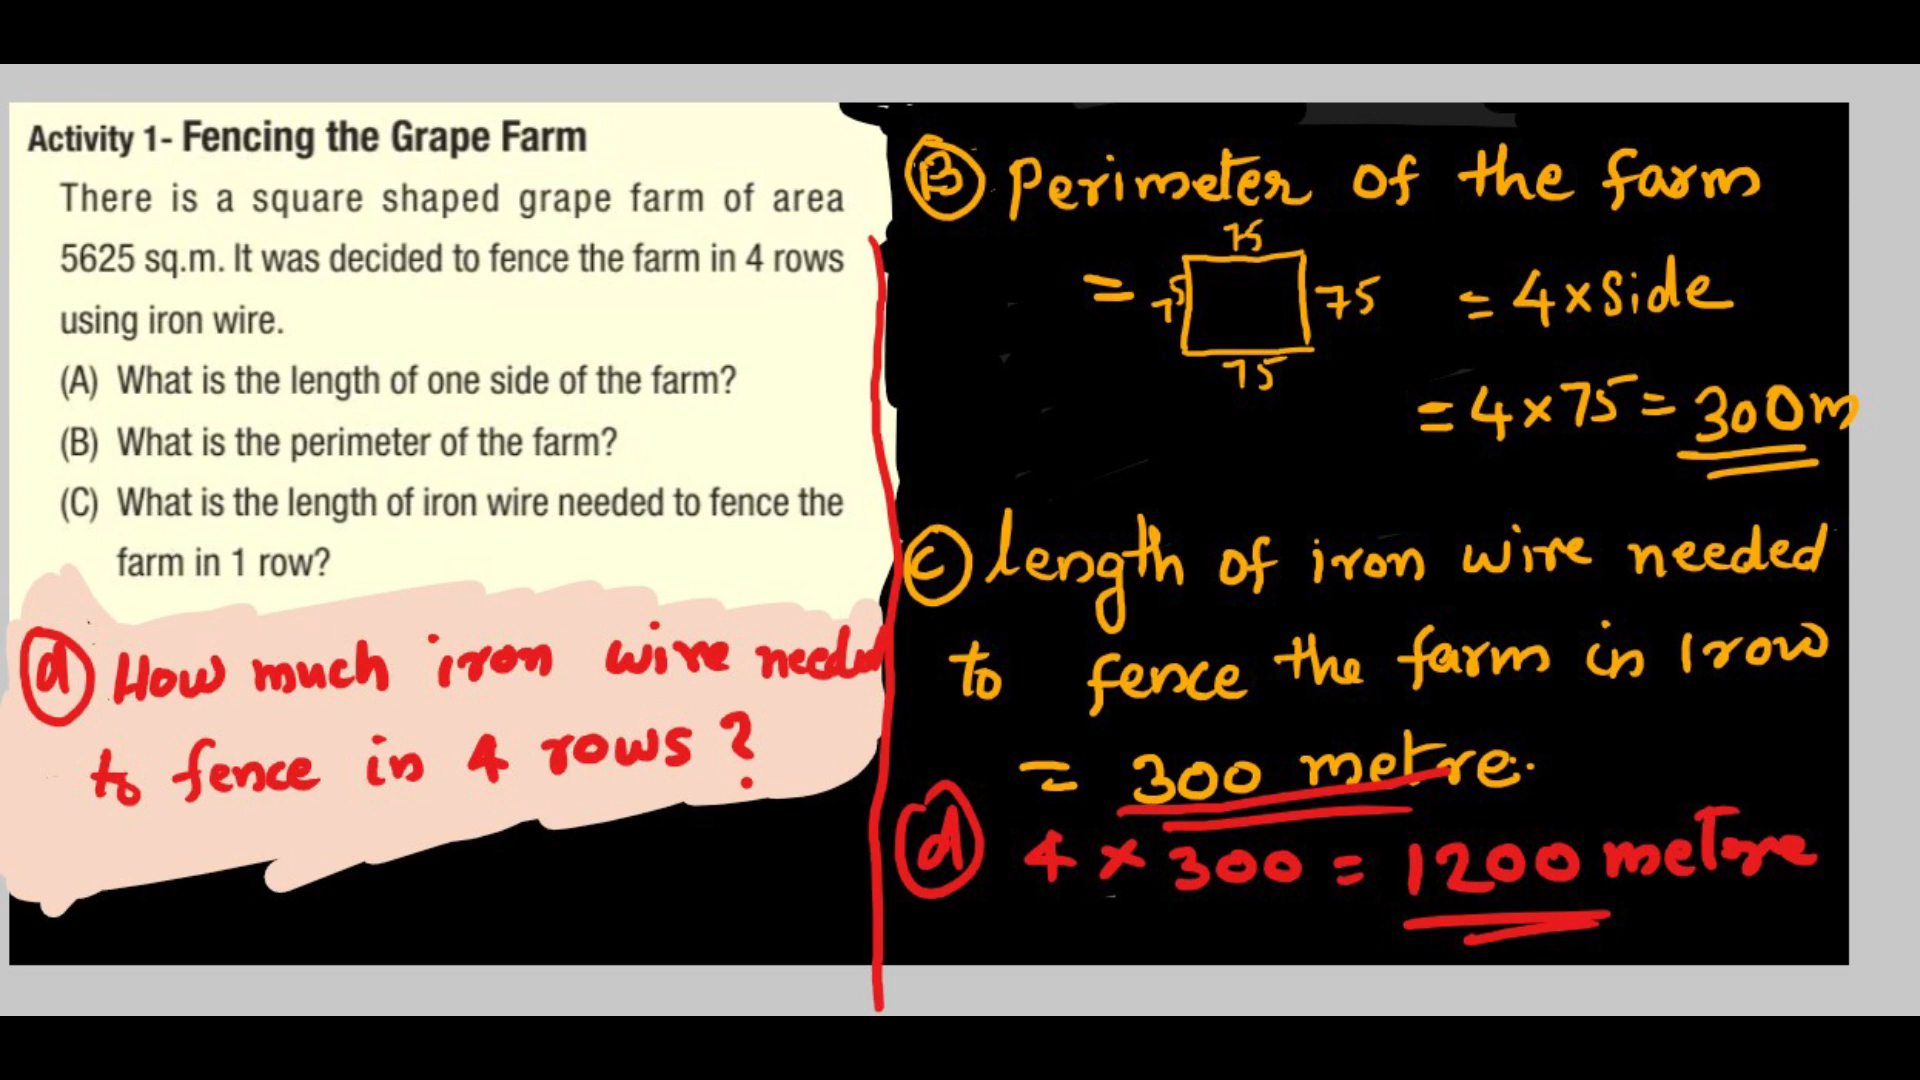 Activity 1- Fencing the Grape Farm
There is a square shaped grape farm of area
5625 sq.m. It was decided to fence the farm in 4 rows
using iron wire.
(A) What is the length of one side of the farm?
(B) What is the perimeter of the farm?
(C) What is the length of iron wire needed to fence the
farm in 1 row?
(d) How much iron wire needed
to fence in 4 rows?
(B) Perimeter of the farm
75
= 75 75 = 4 x side
75
= 4 x 75 = 300m
(C) Length of iron wire needed
to fence the farm in 1 row
= 300 metre.
(d) 4 x 300 = 1200 metre